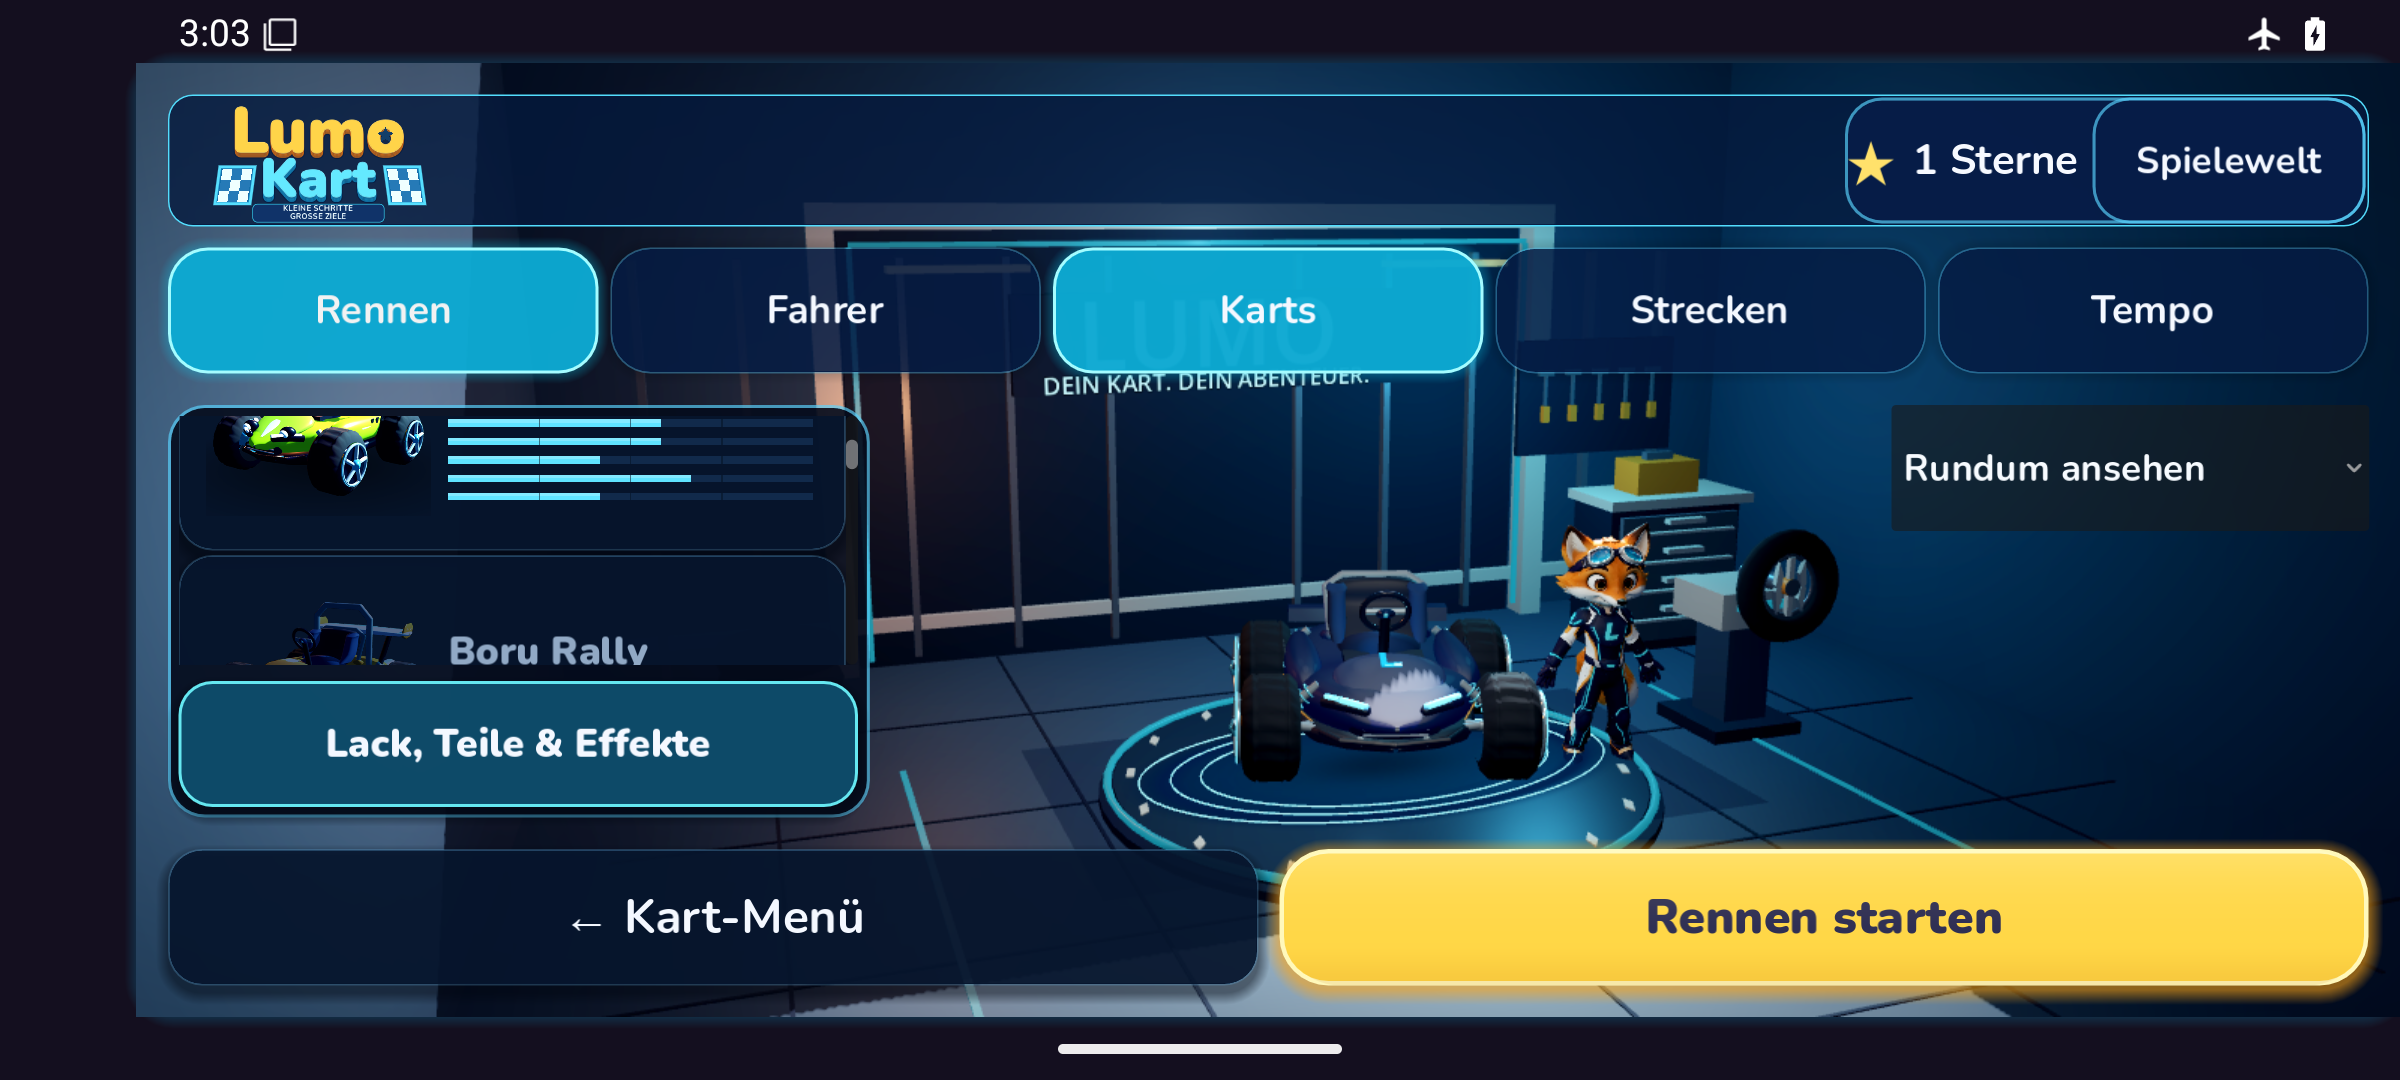 3:03
Lumo
Kart
KLEINE SCHRITTE
GROSSE ZIELE
1 Sterne
Spielewelt
Rennen
Fahrer
Karts
Strecken
Tempo
LUMO
DEIN KART. DEIN ABENTEUER.
Rundum ansehen
Boru Rally
L
L
Lack, Teile & Effekte
← Kart-Menü
Rennen starten